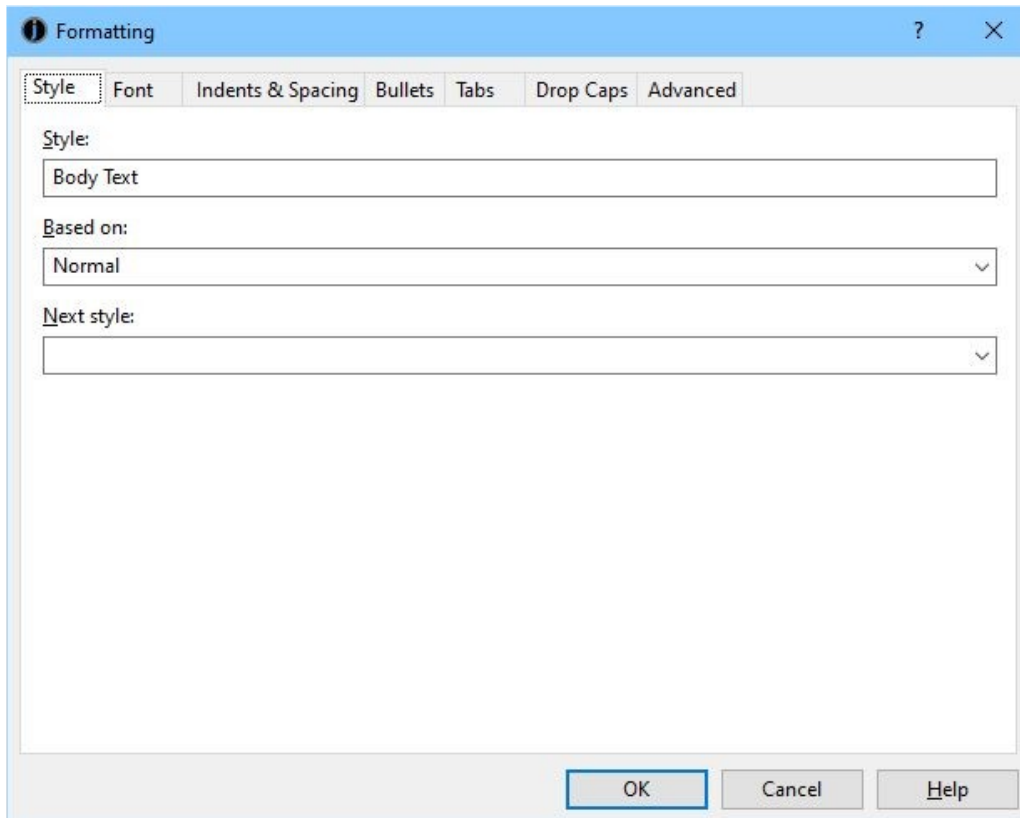 Formatting ?
Style Font Indents & Spacing Bullets Tabs Drop Caps Advanced
Style:
Body Text
Based on:
Normal
Next style:
OK Cancel Help